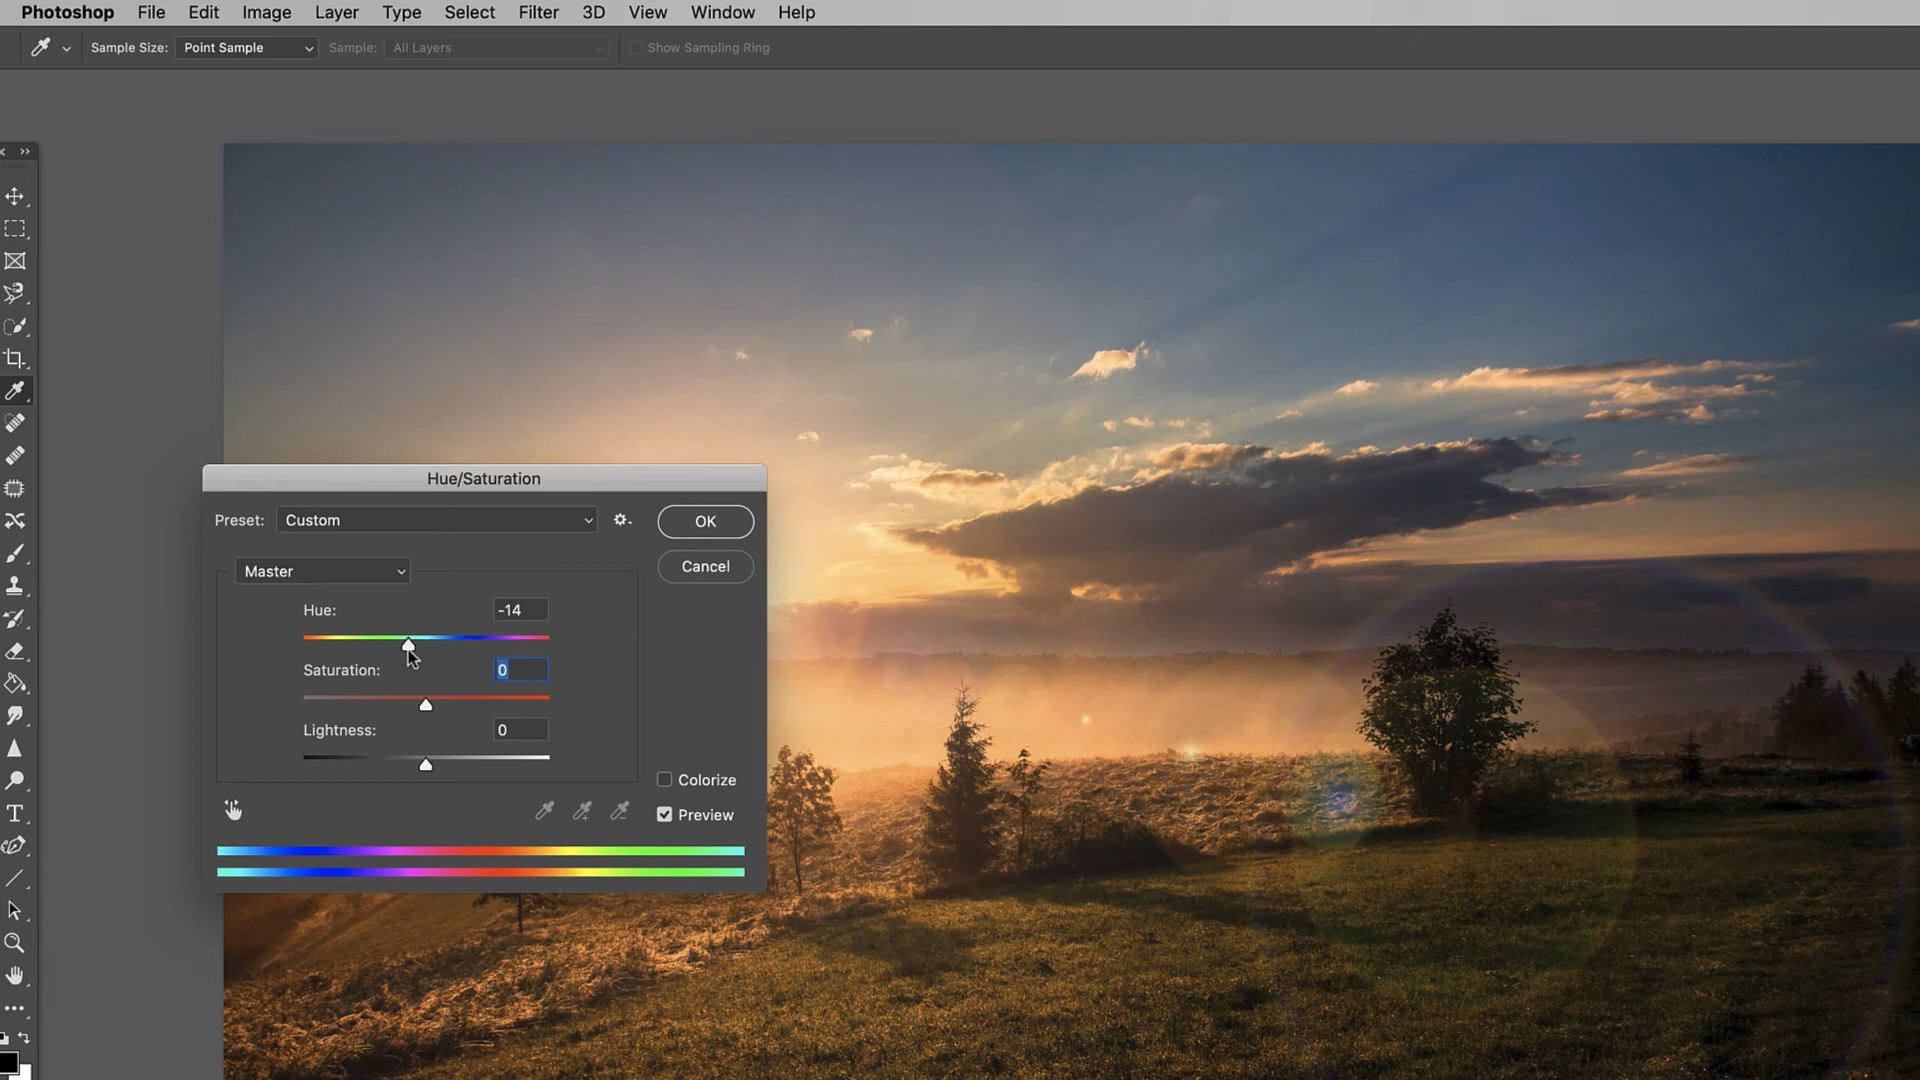 Photoshop File Edit Image Layer Type Select Filter 3D View Window Help
Sample Size: Point Sample Sample: All Layers Show Sampling Ring
Hue/Saturation
Preset: Custom OK
Cancel
Master
Hue: -14
Saturation: 0
Lightness: 0
Colorize
Preview